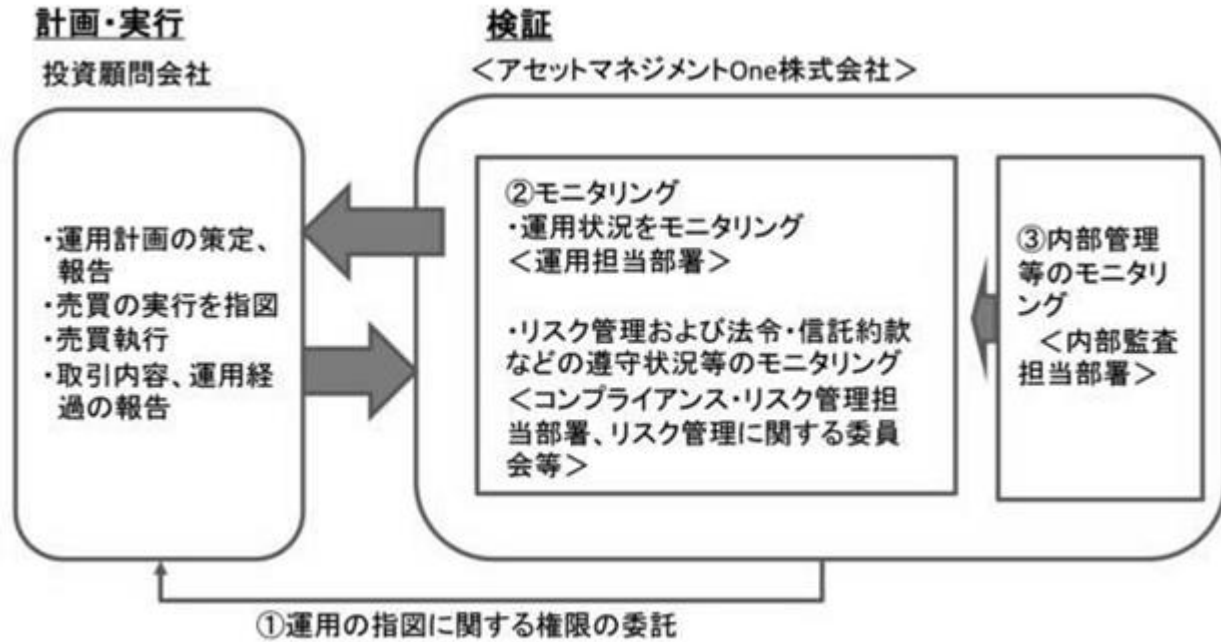 計画・実行
投資顧問会社
・運用計画の策定、
報告
・売買の実行を指図
・売買執行
・取引内容、運用経
過の報告
検証
＜アセットマネジメントOne株式会社＞
②モニタリング
・運用状況をモニタリング
＜運用担当部署＞
・リスク管理および法令・信託約款
などの遵守状況等のモニタリング
＜コンプライアンス・リスク管理担
当部署、リスク管理に関する委員
会等＞
③内部管理
等のモニタリ
ング
＜内部監査
担当部署＞
①運用の指図に関する権限の委託